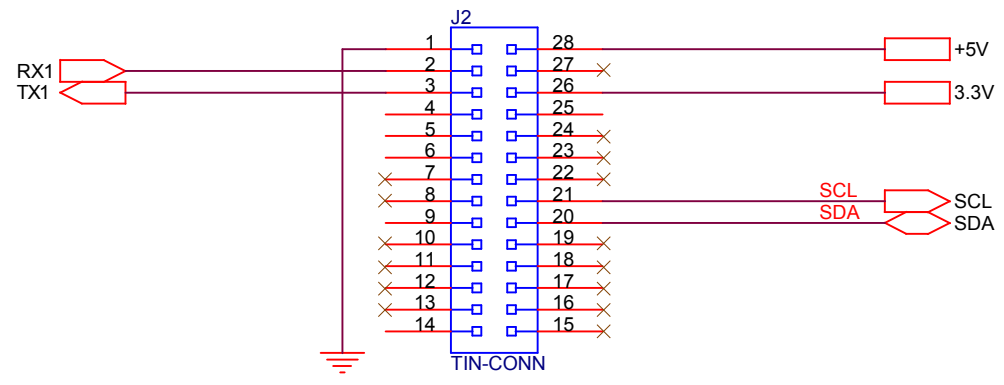 J2
1 28 +5V
RX1 2 27
TX1 3 26 3.3V
4 25
5 24
6 23
7 22
8 21 SCL SCL
9 20 SDA SDA
10 19
11 18
12 17
13 16
14 15
TIN-CONN